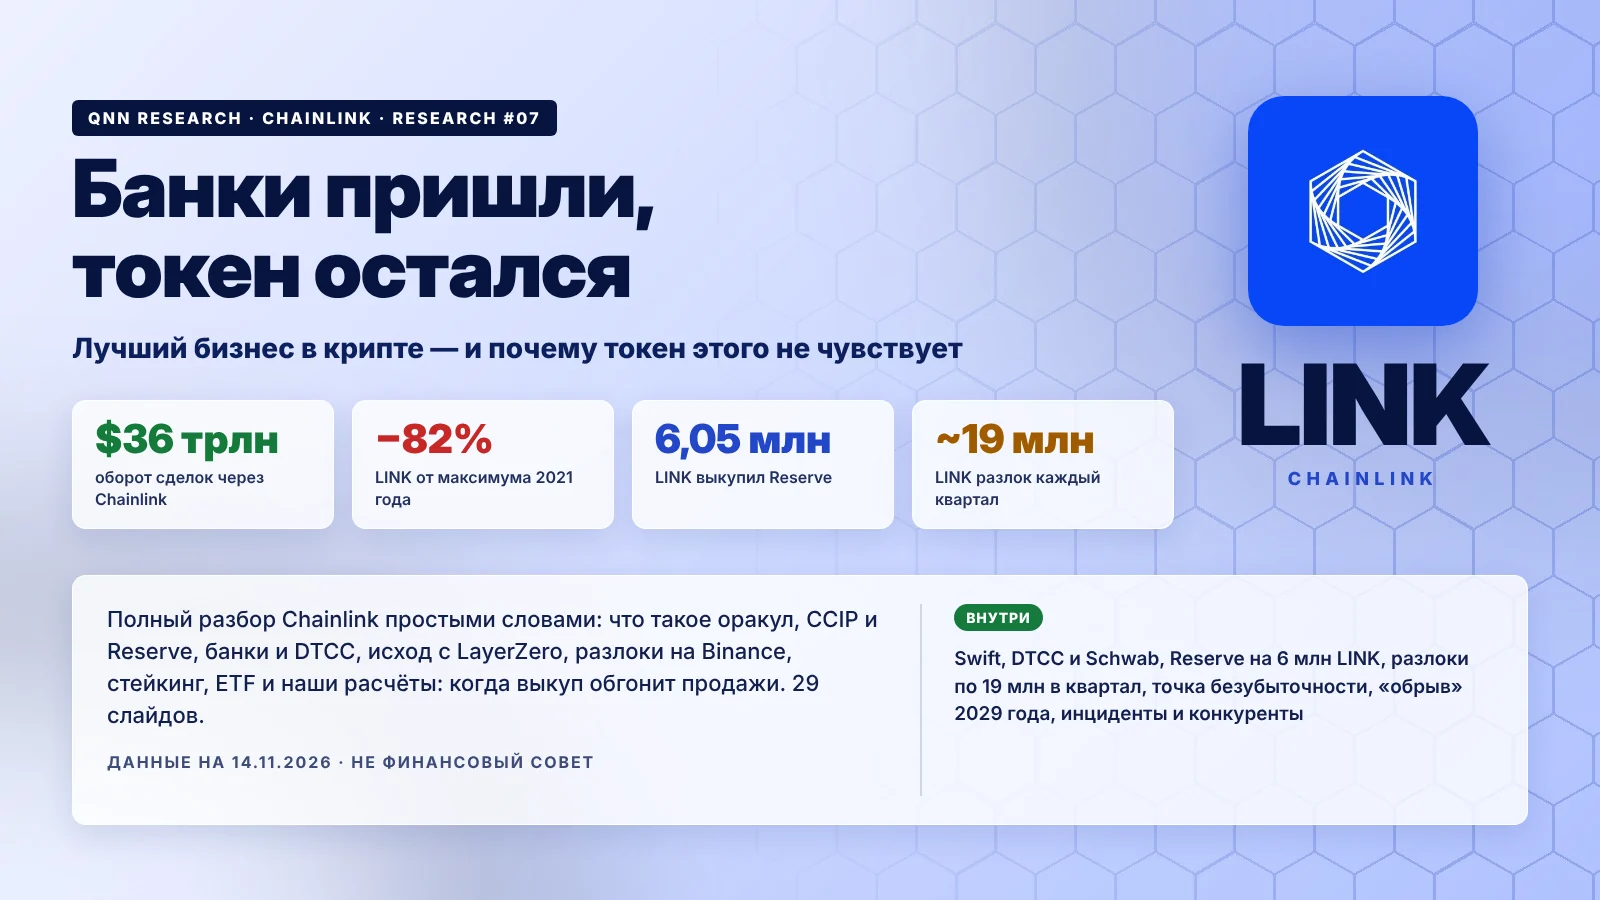 QNN RESEARCH · CHAINLINK · RESEARCH #07
Банки пришли,
токен остался
Лучший бизнес в крипте — и почему токен этого не чувствует
$36 трлн
оборот сделок через
Chainlink
−82%
LINK от максимума 2021
года
6,05 млн
LINK выкупил Reserve
~19 млн
LINK разлок каждый
квартал
LINK
CHAINLINK
Полный разбор Chainlink простыми словами: что такое оракул, CCIP и
Reserve, банки и DTCC, исход с LayerZero, разлоки на Binance,
стейкинг, ETF и наши расчёты: когда выкуп обгонит продажи. 29
слайдов.
ДАННЫЕ НА 14.11.2026 · НЕ ФИНАНСОВЫЙ СОВЕТ
ВНУТРИ
Swift, DTCC и Schwab, Reserve на 6 млн LINK, разлоки
по 19 млн в квартал, точка безубыточности, «обрыв»
2029 года, инциденты и конкуренты